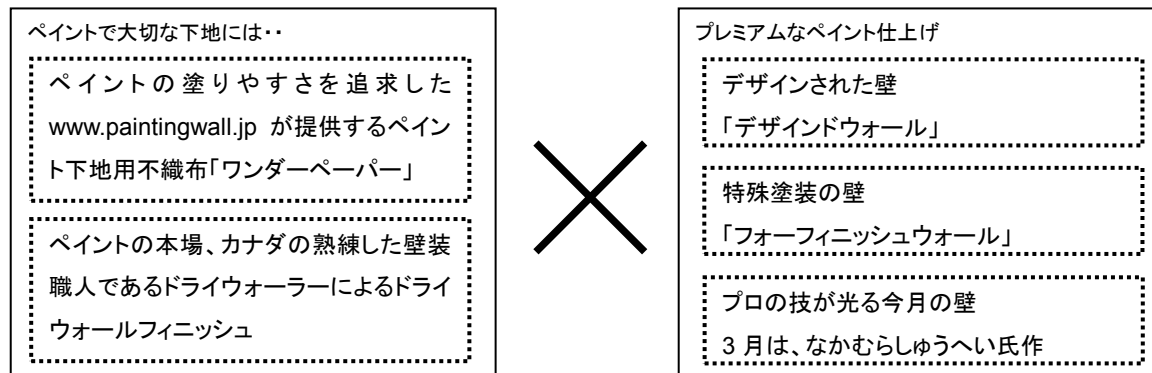 ペイントで大切な下地には・・
ペイントの塗りやすさを追求した
www.paintingwall.jp が提供するペイン
ト下地用不織布「ワンダーペーパー」
ペイントの本場、カナダの熟練した壁装
職人であるドライウォーラーによるドライ
ウォールフィニッシュ
プレミアムなペイント仕上げ
デザインされた壁
「デザインドウォール」
特殊塗装の壁
「フォーフィニッシュウォール」
プロの技が光る今月の壁
3 月は、なかむらしゅうへい氏作